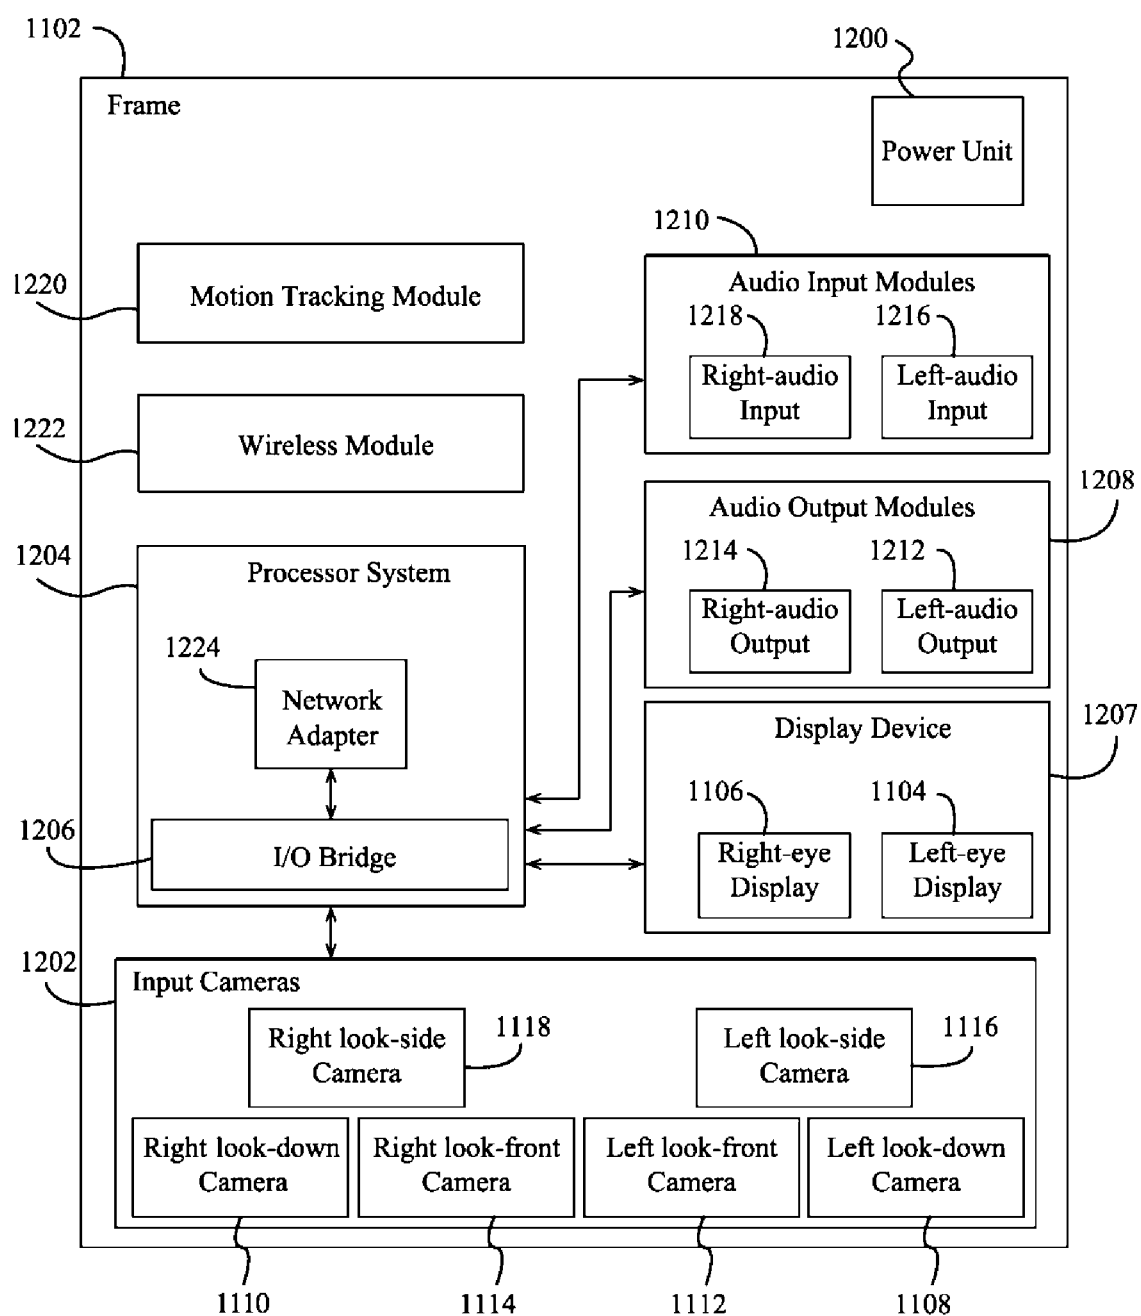 1102
1200
Frame
Power Unit
1210
1220
Motion Tracking Module
Audio Input Modules
1218
1216
Right-audio
Input
Left-audio
Input
1222
Wireless Module
1208
Audio Output Modules
1214
1212
Right-audio
Output
Left-audio
Output
1204
Processor System
1224
Network
Adapter
1207
Display Device
1106
1104
Right-eye
Display
Left-eye
Display
1206
I/O Bridge
1202
Input Cameras
Right look-side
Camera
1118
Left look-side
Camera
1116
Right look-down
Camera
Right look-front
Camera
Left look-front
Camera
Left look-down
Camera
1110
1114
1112
1108